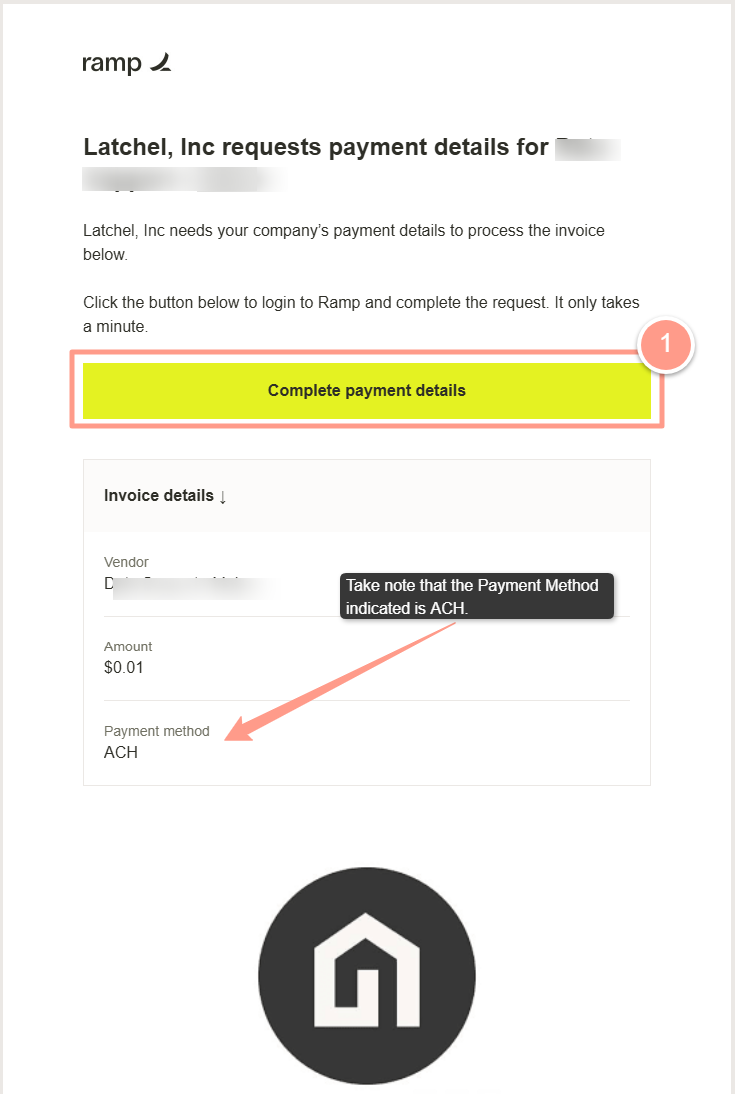 ramp
Latchel, Inc requests payment details for
Latchel, Inc needs your company's payment details to process the invoice
below.
Click the button below to login to Ramp and complete the request. It only takes
a minute.
1
Complete payment details
Invoice details ↓
Vendor
Take note that the Payment Method
indicated is ACH.
Amount
$0.01
Payment method
ACH